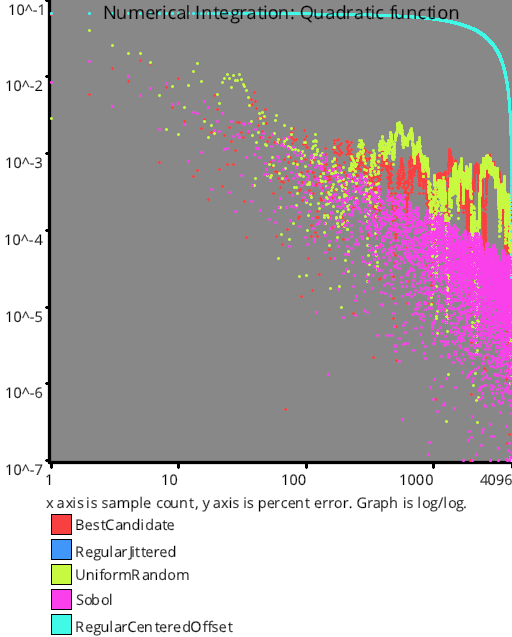 Numerical Integration: Quadratic function
10^-1
10^-2
10^-3
10^-4
10^-5
10^-6
10^-7
1 10 100 1000 4096
x axis is sample count, y axis is percent error. Graph is log/log.
BestCandidate
RegularJittered
UniformRandom
Sobol
RegularCenteredOffset